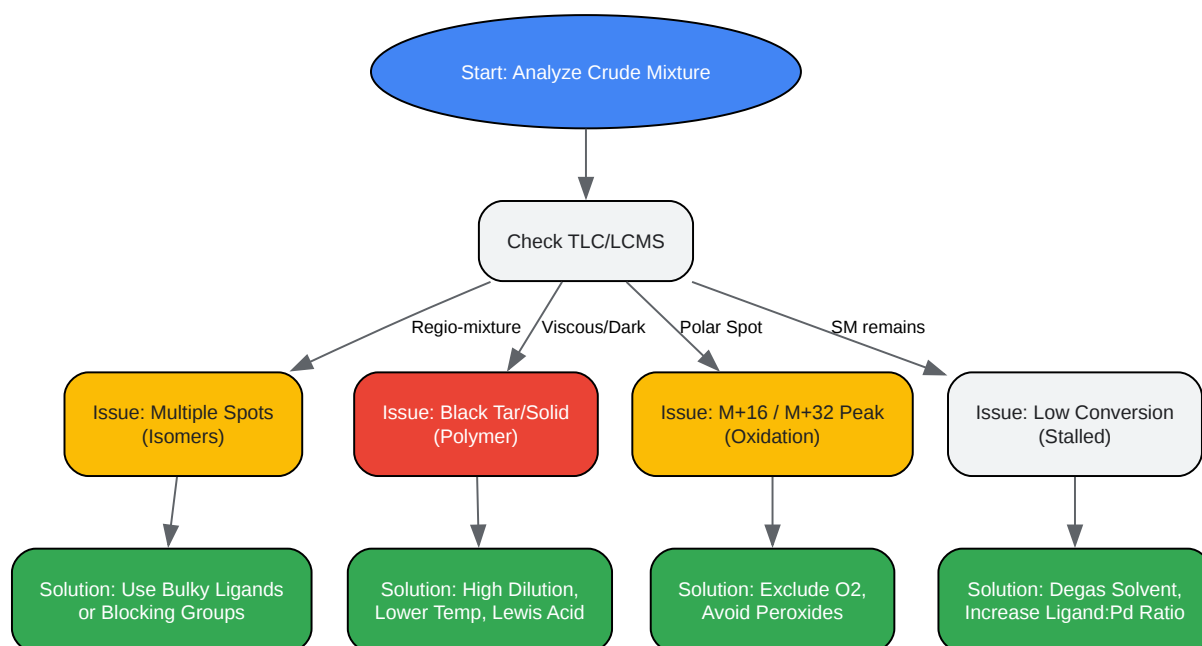 Start: Analyze Crude Mixture
Check TLC/LCMS
Regio-mixture
Viscous/Dark
Polar Spot
SM remains
Issue: Multiple Spots
(Isomers)
Issue: Black Tar/Solid
(Polymer)
Issue: M+16 / M+32 Peak
(Oxidation)
Issue: Low Conversion
(Stalled)
Solution: Use Bulky Ligands
or Blocking Groups
Solution: High Dilution,
Lower Temp, Lewis Acid
Solution: Exclude O2,
Avoid Peroxides
Solution: Degas Solvent,
Increase Ligand:Pd Ratio